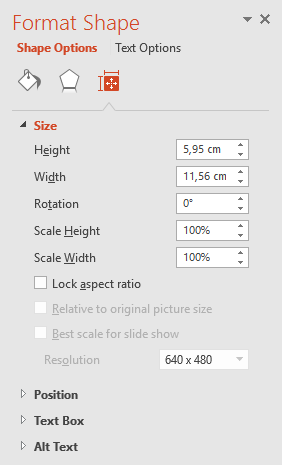 Format Shape
Shape Options Text Options
Size
Height 5,95 cm
Width 11,56 cm
Rotation 0°
Scale Height 100%
Scale Width 100%
Lock aspect ratio
Relative to original picture size
Best scale for slide show
Resolution 640 x 480
Position
Text Box
Alt Text